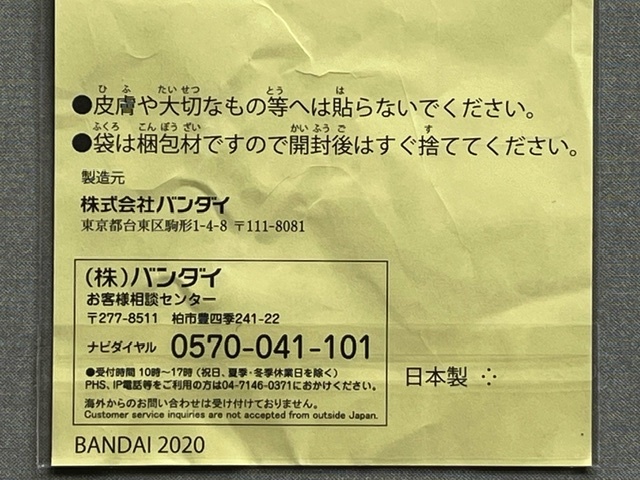 ●皮膚や大切なもの等へは貼らないでください。
●袋は梱包材ですので開封後はすぐ捨ててください。
製造元
株式会社バンダイ
東京都台東区駒形1-4-8 〒111-8081
(株)バンダイ
お客様相談センター
〒277-8511 柏市豊四季241-22
ナビダイヤル 0570-041-101
●受付時間 10時〜17時(祝日、夏季・冬季休業日を除く)
PHS、IP電話等をご利用の方は04-7146-0371におかけください。
海外からのお問い合わせは受け付けておりません。
Customer service inquiries are not accepted from outside Japan.
日本製
BANDAI 2020